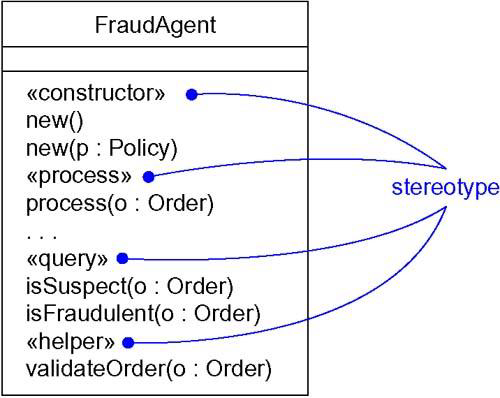 FraudAgent
«constructor»
new()
new(p : Policy)
«process»
process(o : Order)
. . .
«query»
isSuspect(o : Order)
isFraudulent(o : Order)
«helper»
validateOrder(o : Order)
stereotype